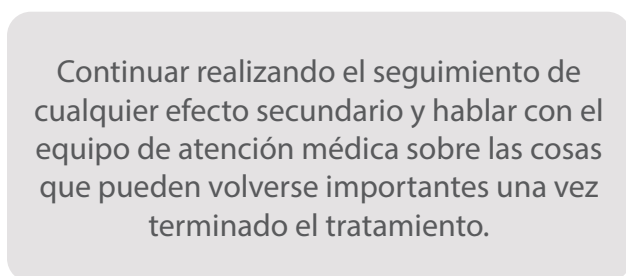 Continuar realizando el seguimiento de
cualquier efecto secundario y hablar con el
equipo de atención médica sobre las cosas
que pueden volverse importantes una vez
terminado el tratamiento.